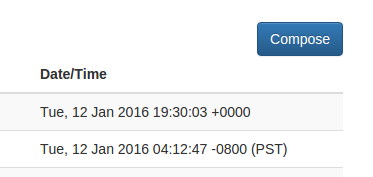 Compose
Date/Time
Tue, 12 Jan 2016 19:30:03 +0000
Tue, 12 Jan 2016 04:12:47 -0800 (PST)